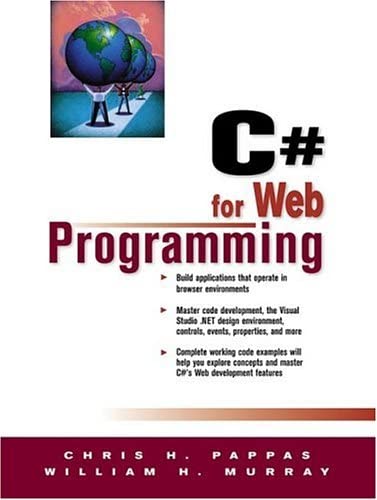 C#
for Web
Programming
Build applications that operate in
browser environments
Master code development, the Visual
Studio .NET design environment,
controls, events, properties, and more
Complete working code examples will
help you explore concepts and master
C#'s Web development features
CHRIS H. PAPPAS
WILLIAM H. MURRAY